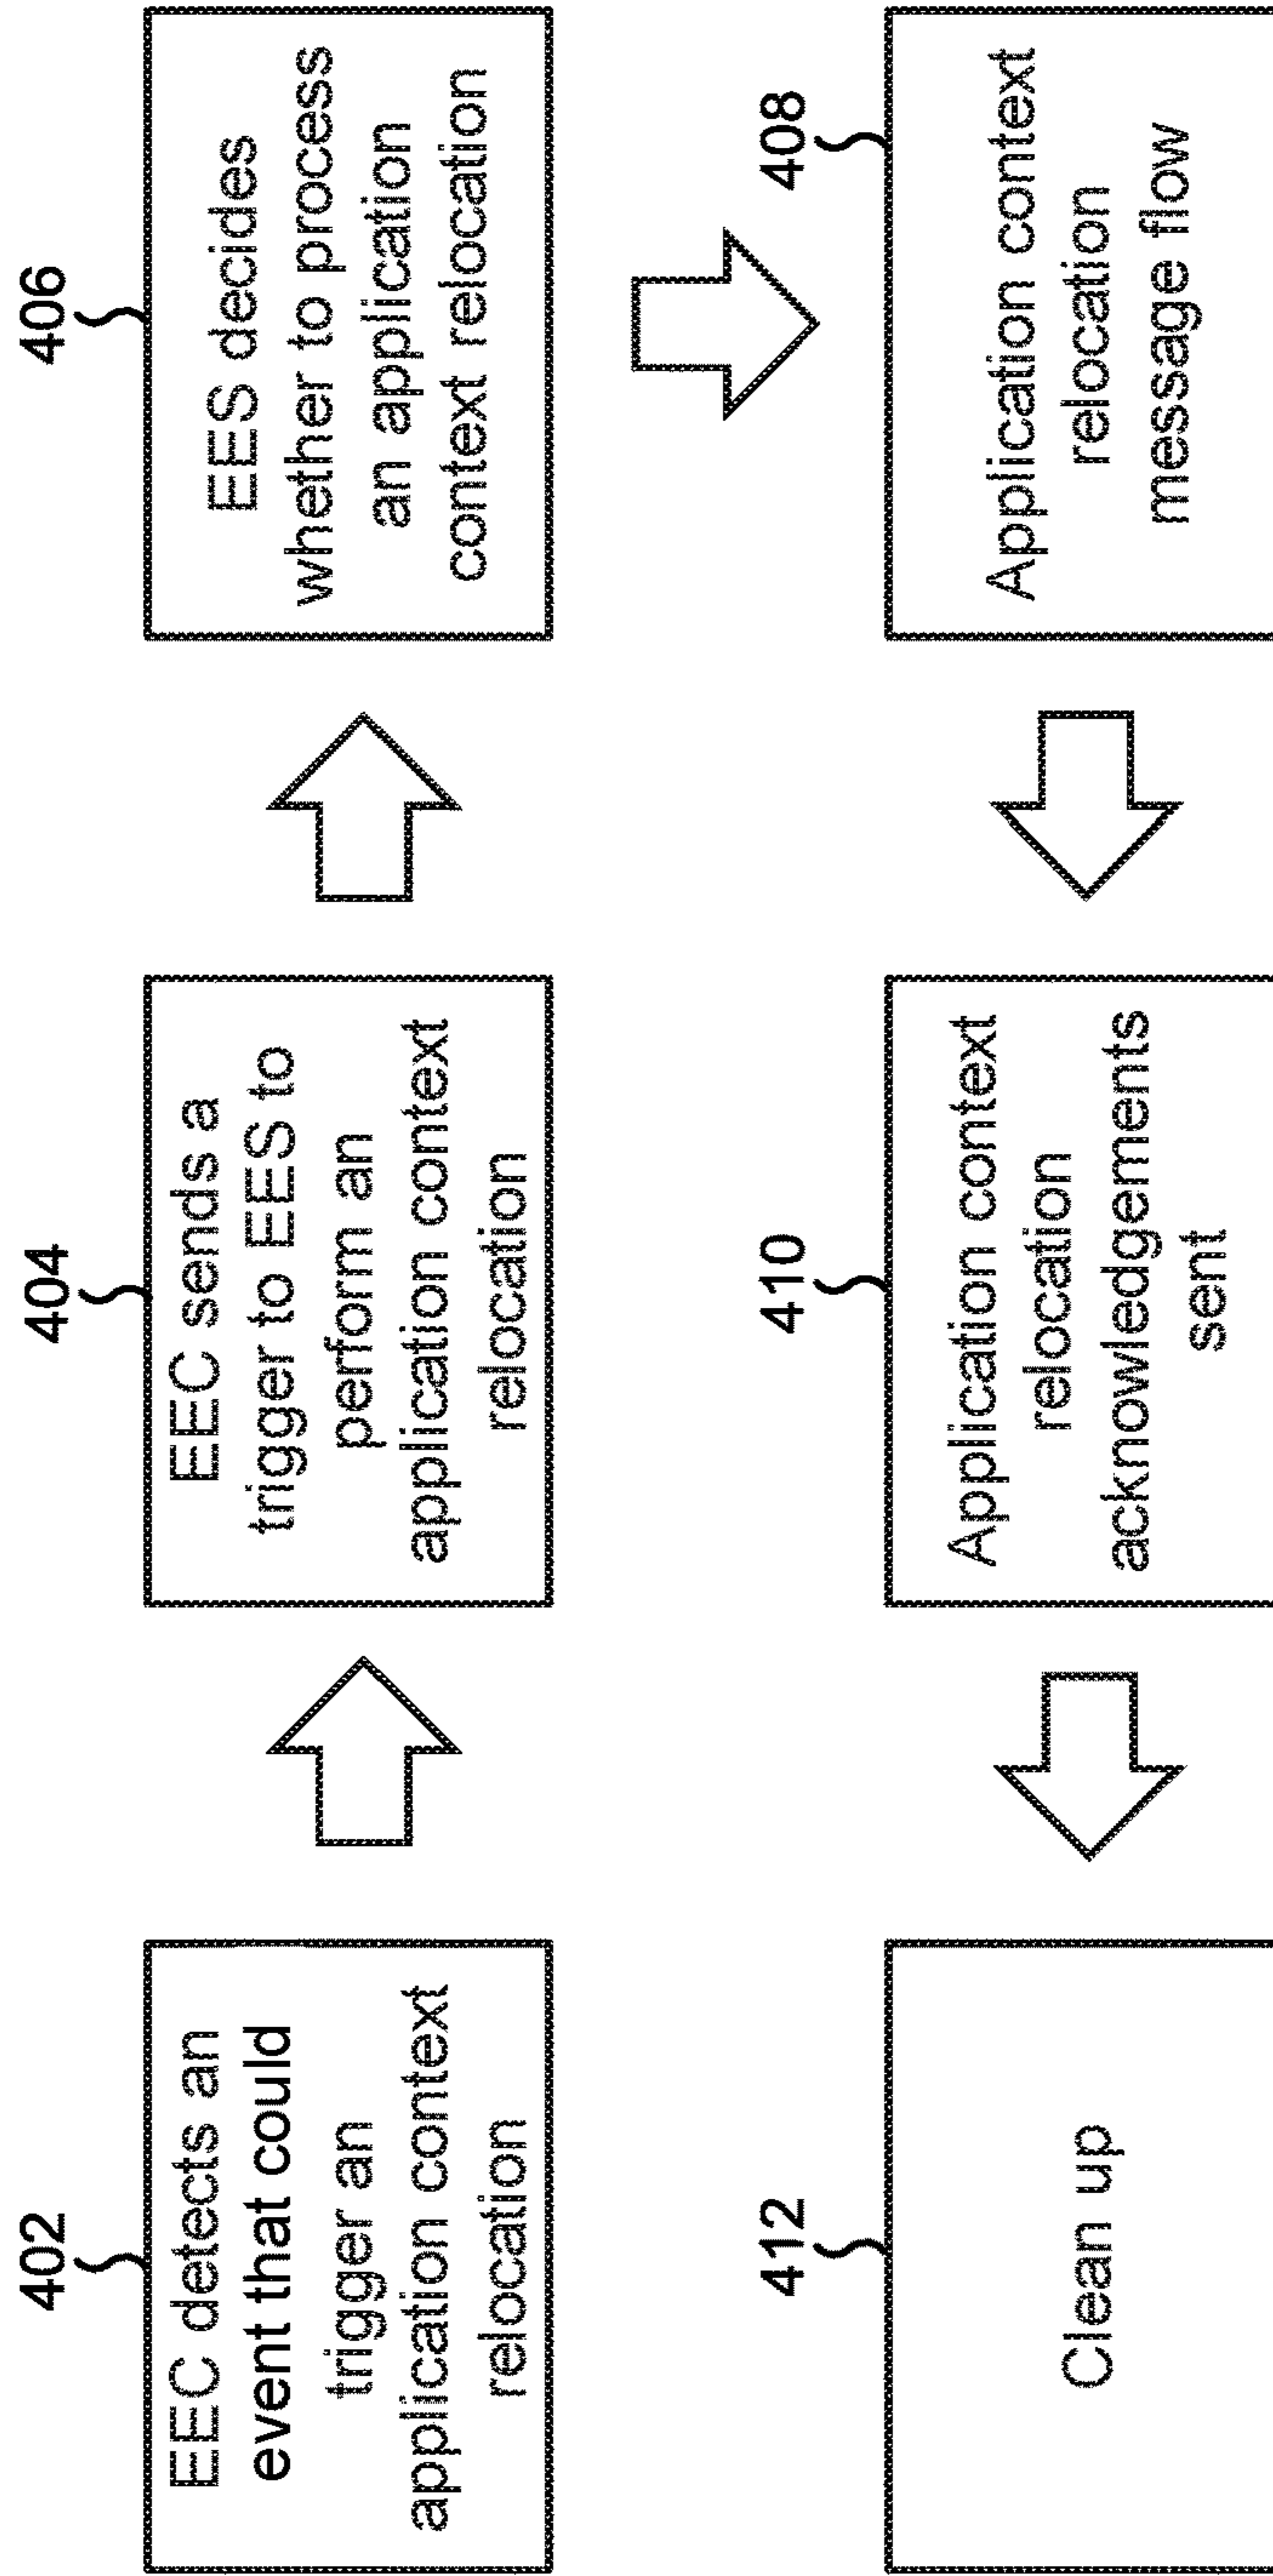 402
EEC detects an
event that could
trigger an
application context
relocation
404
EEC sends a
trigger to EES to
perform an
application context
relocation
406
EES decides
whether to process
an application
context relocation
408
Application context
relocation
message flow
410
Application context
relocation
acknowledgements
sent
412
Clean up